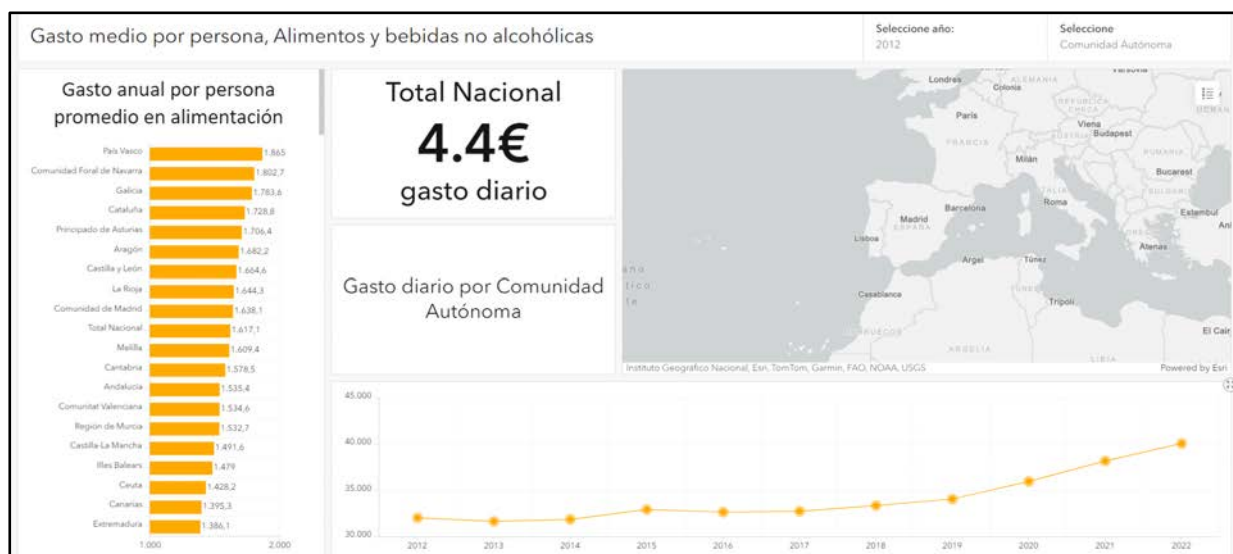 Gasto medio por persona, Alimentos y bebidas no alcohólicas
Seleccione año:
2012
Seleccione
Comunidad Autónoma
Gasto anual por persona
promedio en alimentación
País Vasco 1.865
Comunidad Foral de Navarra 1.802,7
Galicia 1.783,6
Cataluña 1.728,8
Principado de Asturias 1.706,4
Aragón 1.682,2
Castilla y León 1.664,6
La Rioja 1.644,3
Comunidad de Madrid 1.638,1
Total Nacional 1.617,1
Melilla 1.609,4
Cantabria 1.578,5
Andalucía 1.535,4
Comunitat Valenciana 1.534,6
Región de Murcia 1.532,7
Castilla-La Mancha 1.491,6
Illes Balears 1.479
Ceuta 1.428,2
Canarias 1.395,3
Extremadura 1.386,1
1.000 2.000
Total Nacional
4.4€
gasto diario
Gasto diario por Comunidad
Autónoma
Londres
ALEMANIA
Varsovia
Colonia
REPÚBLICA
CHECA
París
Viena
Budapest
FRANCIA
Milán
RUMANIA
Bucarest
ITALIA
Roma
Barcelona
Madrid
ESPAÑA
Estambul
Lisboa
Atenas
Argel
Túnez
Casablanca
Trípoli
El Cair
ARGELIA
LIBIA
Instituto Geográfico Nacional, Esri, TomTom, Garmin, FAO, NOAA, USGS
Powered by Esri
45.000
40.000
35.000
30.000
2012 2013 2014 2015 2016 2017 2018 2019 2020 2021 2022